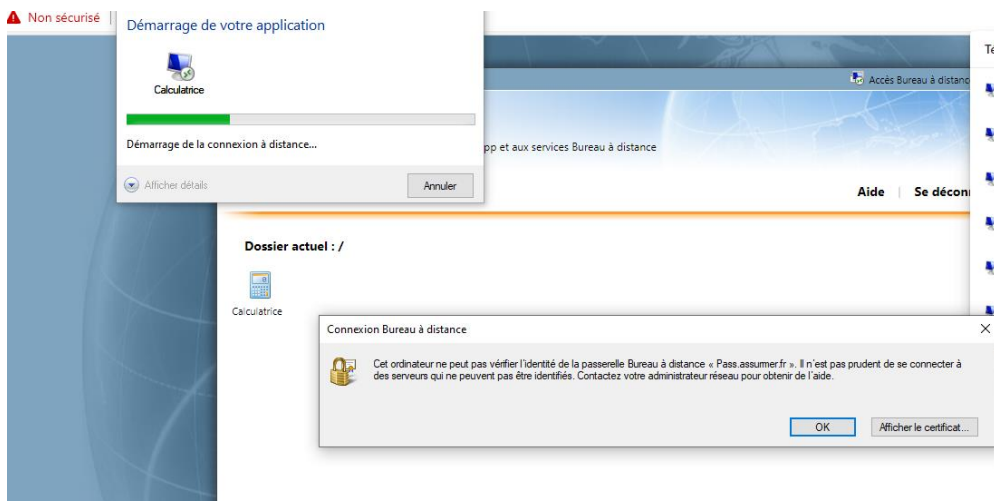 Non sécurisé
Démarrage de votre application
Calculatrice
Démarrage de la connexion à distance...
Afficher détails
Annuler
Te
Accès Bureau à distanc
pp et aux services Bureau à distance
Aide | Se déconn
Dossier actuel : /
Calculatrice
Connexion Bureau à distance
Cet ordinateur ne peut pas vérifier l'identité de la passerelle Bureau à distance « Pass.assumer.fr ». Il n'est pas prudent de se connecter à
des serveurs qui ne peuvent pas être identifiés. Contactez votre administrateur réseau pour obtenir de l'aide.
OK
Afficher le certificat...